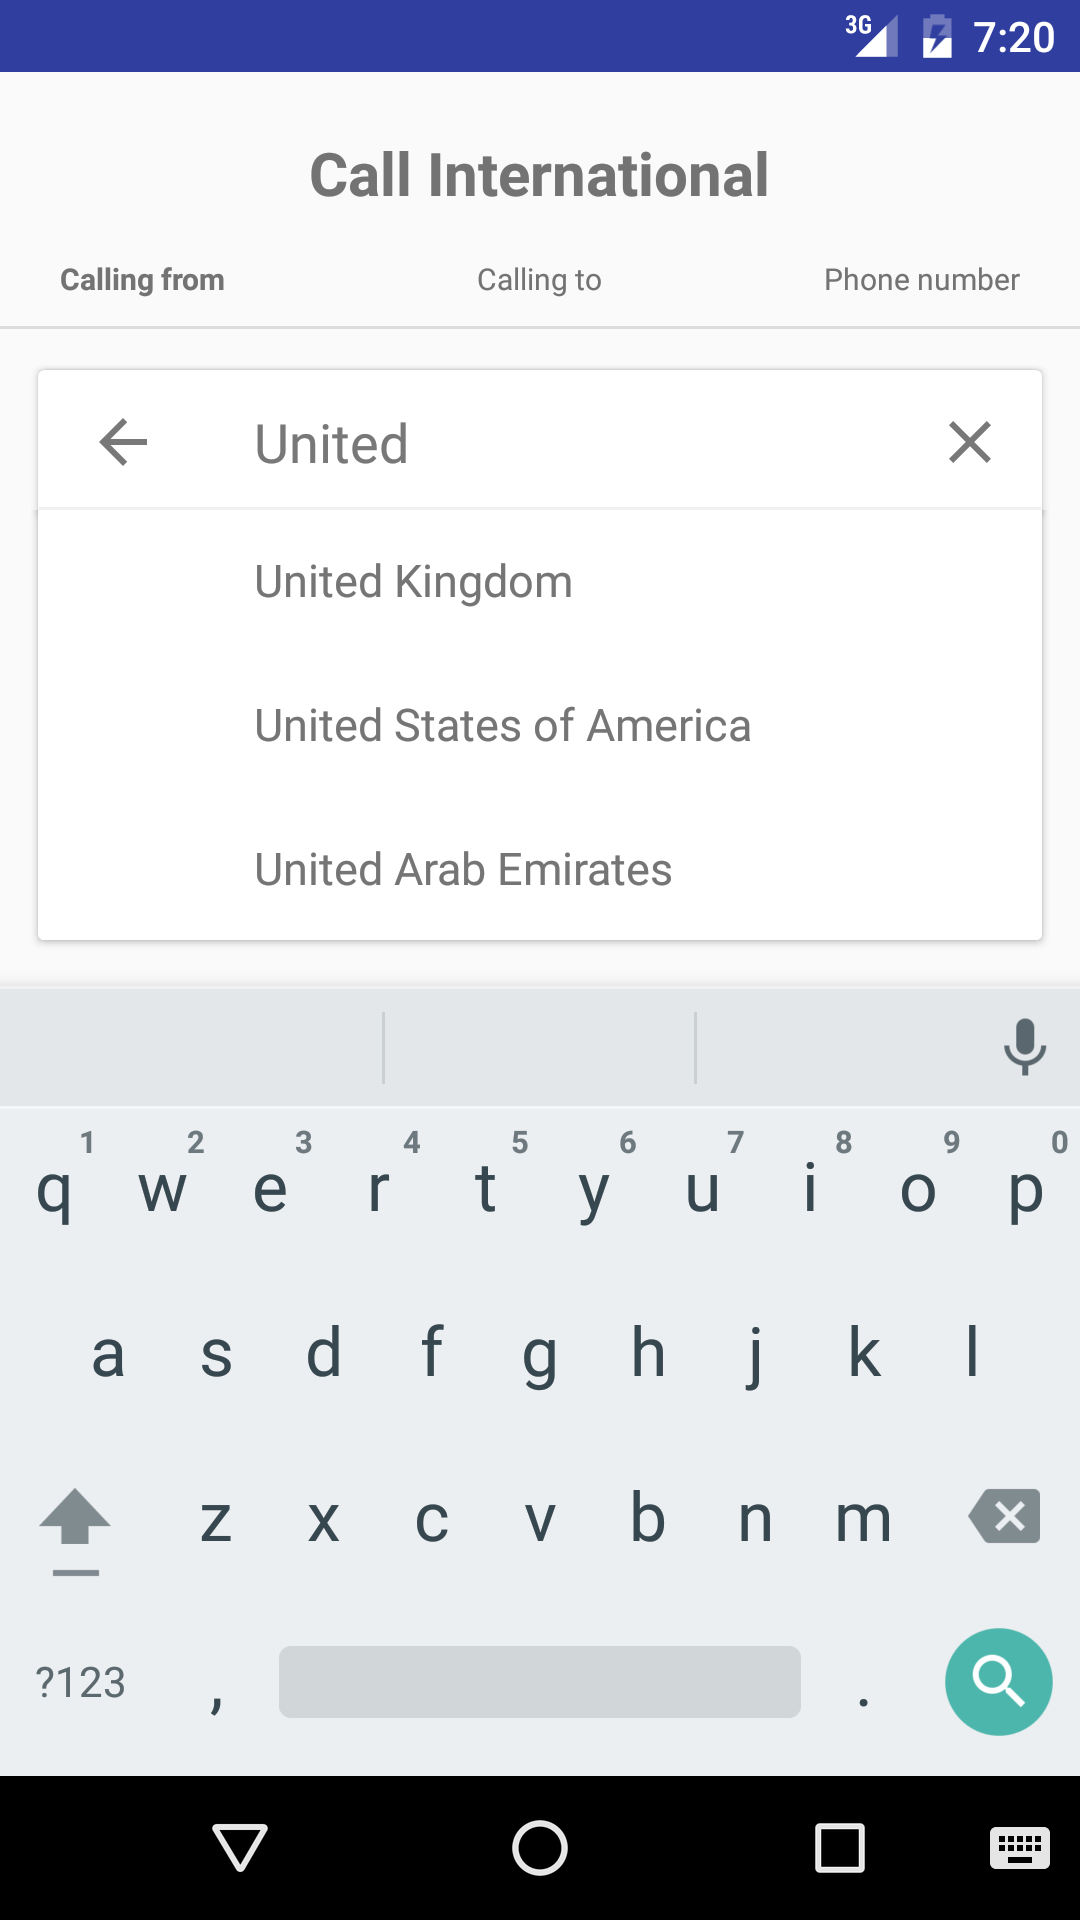 3G 7:20
Call International
Calling from Calling to Phone number
United
United Kingdom
United States of America
United Arab Emirates
1 2 3 4 5 6 7 8 9 0
q w e r t y u i o p
a s d f g h j k l
z x c v b n m
?123 , .